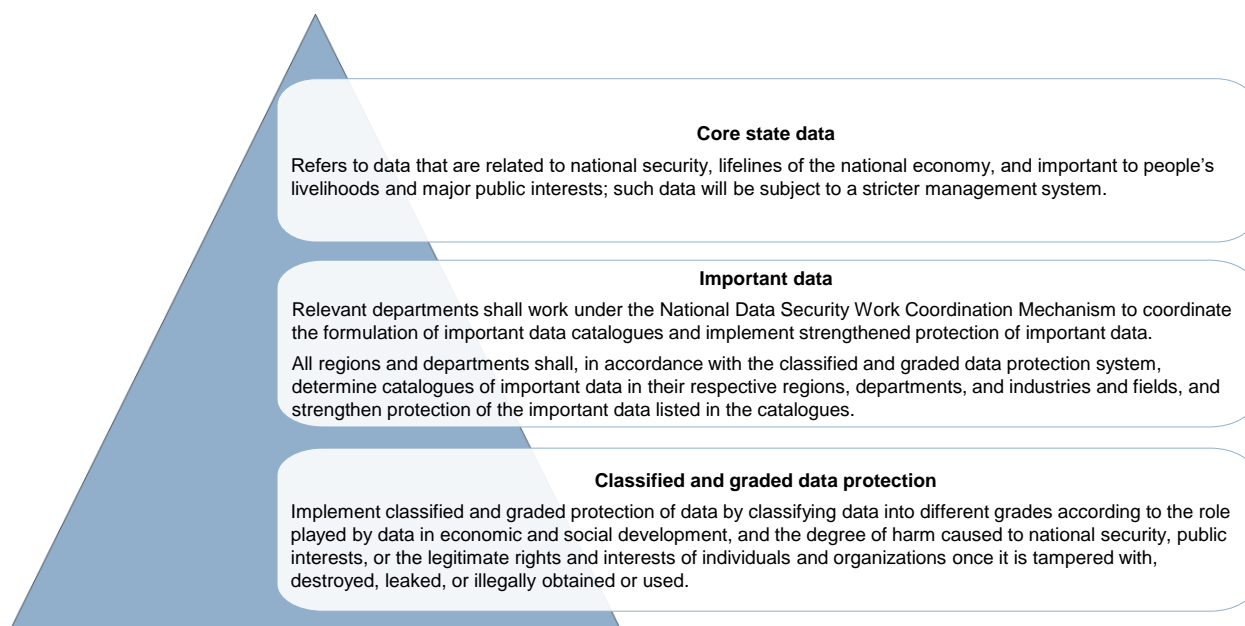 Core state data
Refers to data that are related to national security, lifelines of the national economy, and important to people’s
livelihoods and major public interests; such data will be subject to a stricter management system.
Important data
Relevant departments shall work under the National Data Security Work Coordination Mechanism to coordinate
the formulation of important data catalogues and implement strengthened protection of important data.
All regions and departments shall, in accordance with the classified and graded data protection system,
determine catalogues of important data in their respective regions, departments, and industries and fields, and
strengthen protection of the important data listed in the catalogues.
Classified and graded data protection
Implement classified and graded protection of data by classifying data into different grades according to the role
played by data in economic and social development, and the degree of harm caused to national security, public
interests, or the legitimate rights and interests of individuals and organizations once it is tampered with,
destroyed, leaked, or illegally obtained or used.